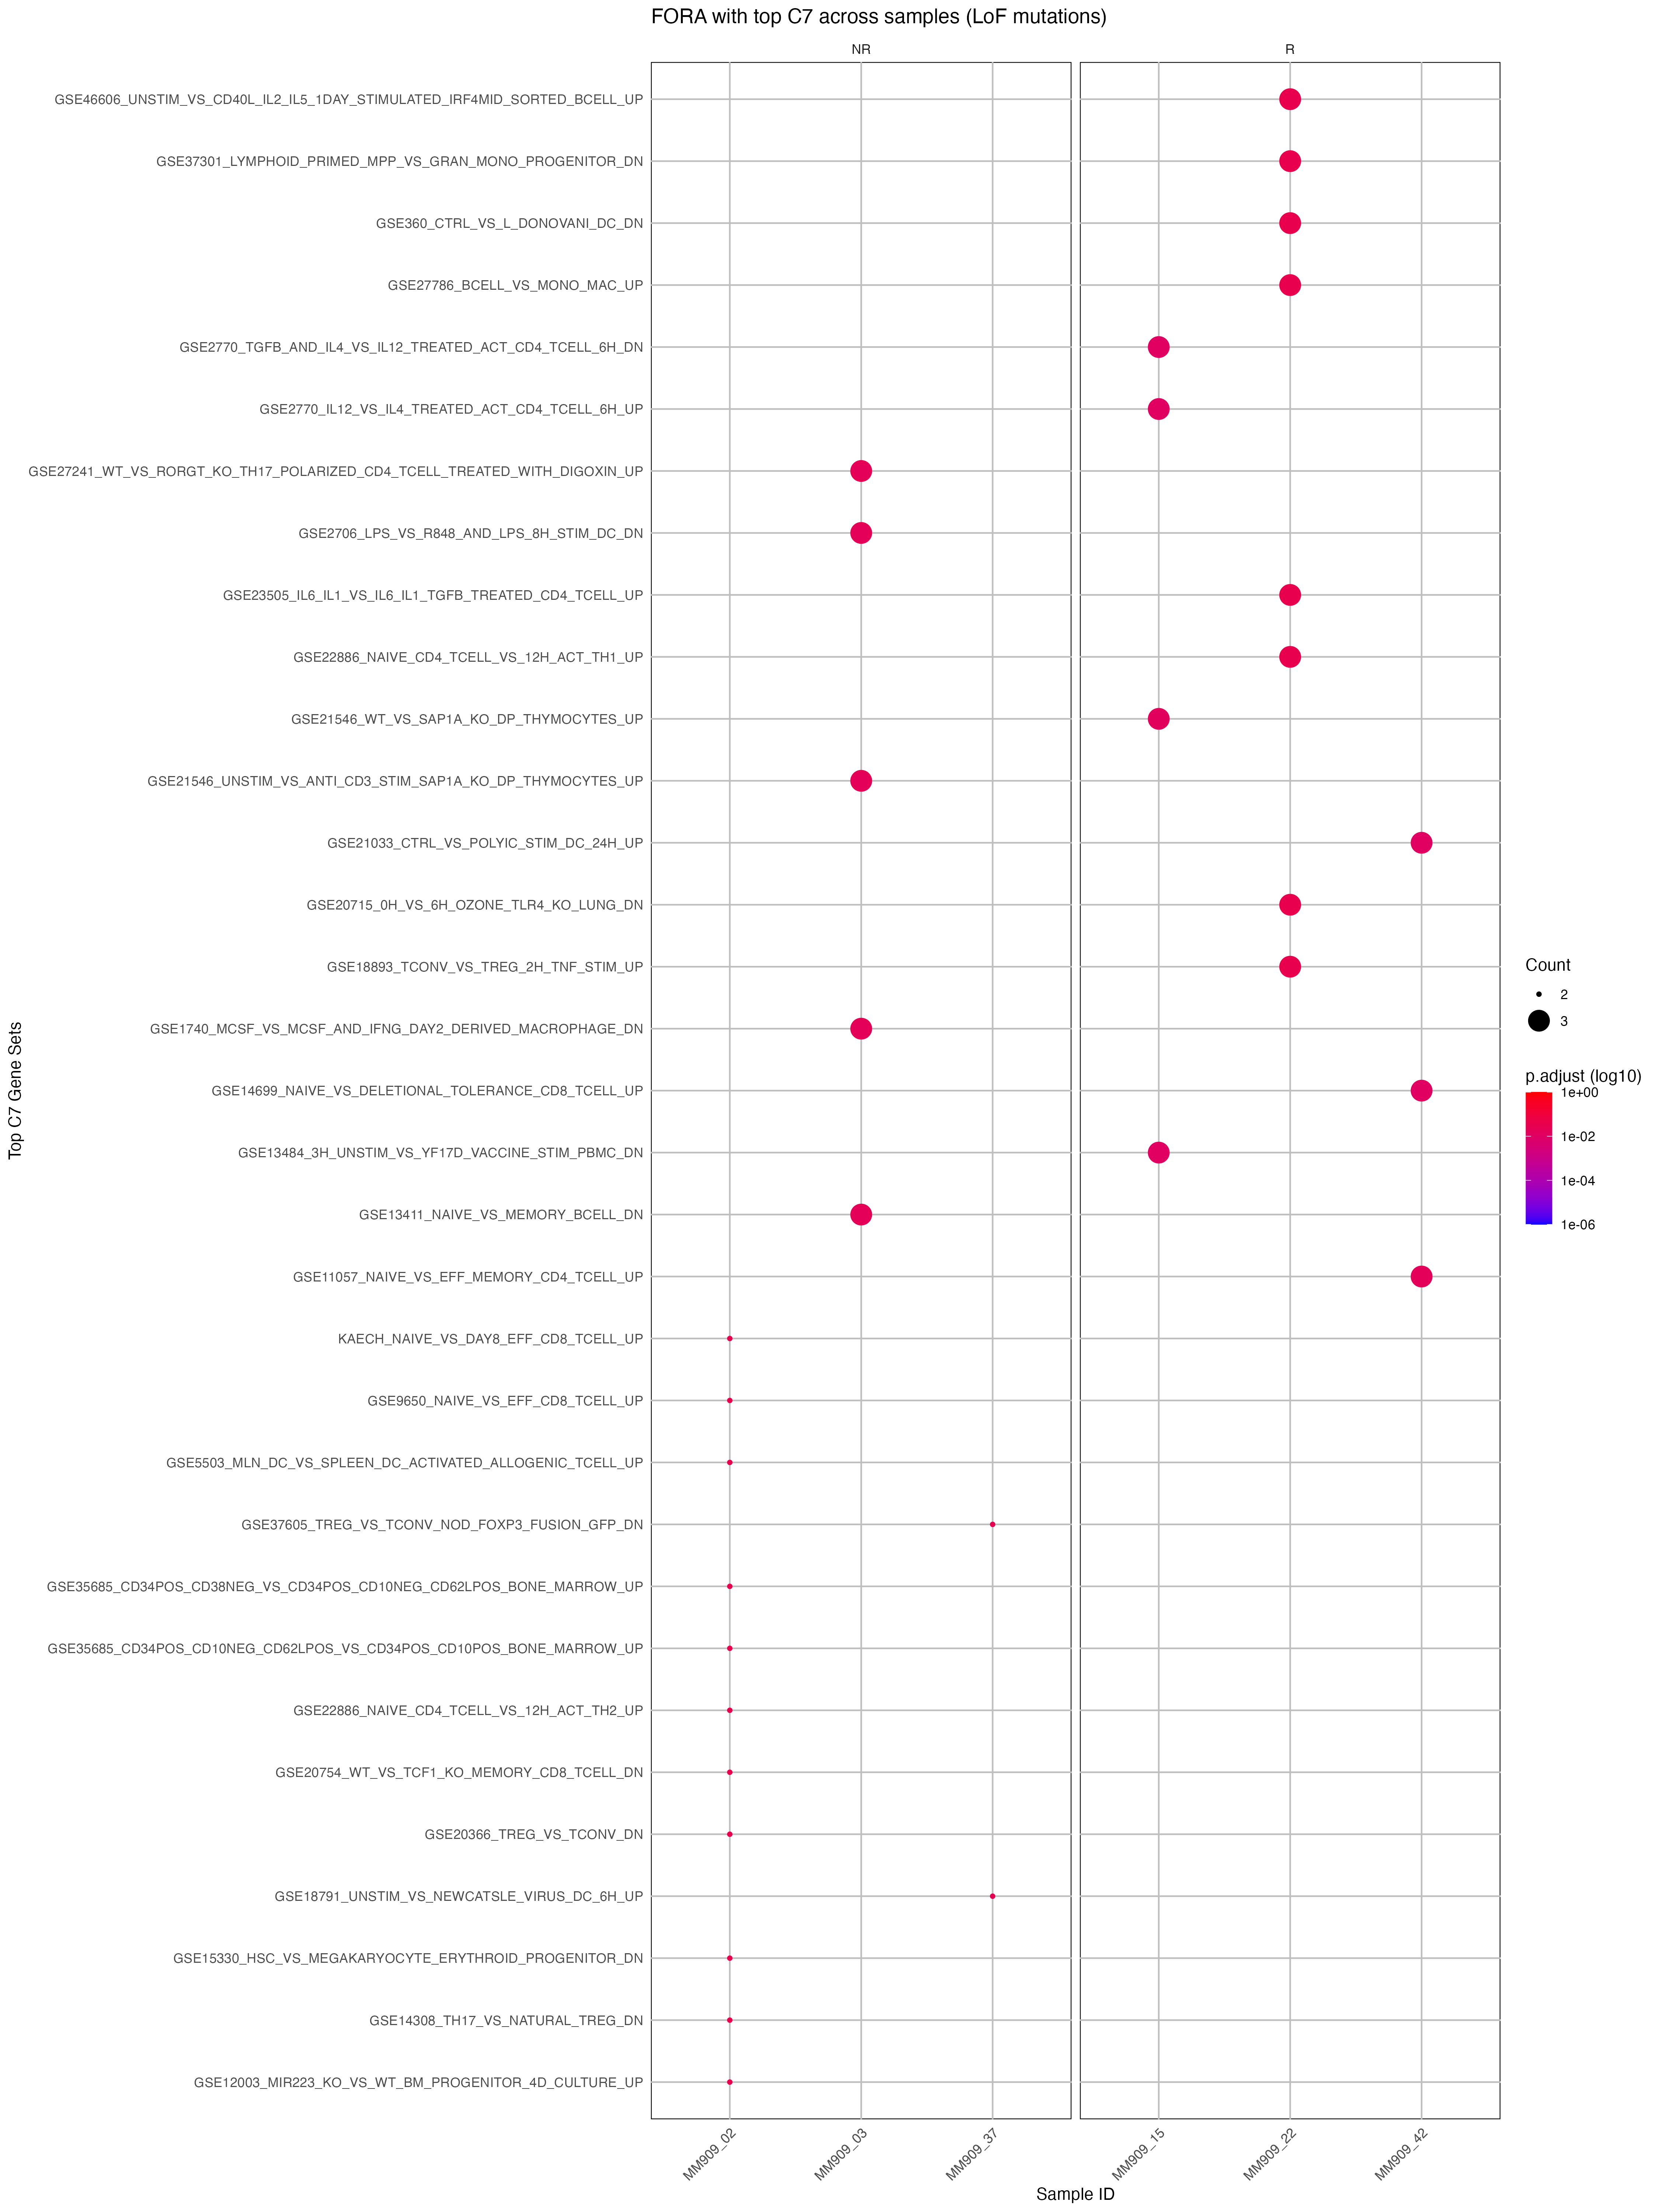 FORA with top C7 across samples (LoF mutations)
NR
R
GSE46606_UNSTIM_VS_CD40L_IL2_IL5_1DAY_STIMULATED_IRF4MID_SORTED_BCELL_UP
GSE37301_LYMPHOID_PRIMED_MPP_VS_GRAN_MONO_PROGENITOR_DN
GSE360_CTRL_VS_L_DONOVANI_DC_DN
GSE27786_BCELL_VS_MONO_MAC_UP
GSE2770_TGFB_AND_IL4_VS_IL12_TREATED_ACT_CD4_TCELL_6H_DN
GSE2770_IL12_VS_IL4_TREATED_ACT_CD4_TCELL_6H_UP
GSE27241_WT_VS_RORGT_KO_TH17_POLARIZED_CD4_TCELL_TREATED_WITH_DIGOXIN_UP
GSE2706_LPS_VS_R848_AND_LPS_8H_STIM_DC_DN
GSE23505_IL6_IL1_VS_IL6_IL1_TGFB_TREATED_CD4_TCELL_UP
GSE22886_NAIVE_CD4_TCELL_VS_12H_ACT_TH1_UP
GSE21546_WT_VS_SAP1A_KO_DP_THYMOCYTES_UP
GSE21546_UNSTIM_VS_ANTI_CD3_STIM_SAP1A_KO_DP_THYMOCYTES_UP
GSE21033_CTRL_VS_POLYIC_STIM_DC_24H_UP
GSE20715_0H_VS_6H_OZONE_TLR4_KO_LUNG_DN
GSE18893_TCONV_VS_TREG_2H_TNF_STIM_UP
GSE1740_MCSF_VS_MCSF_AND_IFNG_DAY2_DERIVED_MACROPHAGE_DN
GSE14699_NAIVE_VS_DELETIONAL_TOLERANCE_CD8_TCELL_UP
GSE13484_3H_UNSTIM_VS_YF17D_VACCINE_STIM_PBMC_DN
GSE13411_NAIVE_VS_MEMORY_BCELL_DN
GSE11057_NAIVE_VS_EFF_MEMORY_CD4_TCELL_UP
KAECH_NAIVE_VS_DAY8_EFF_CD8_TCELL_UP
GSE9650_NAIVE_VS_EFF_CD8_TCELL_UP
GSE5503_MLN_DC_VS_SPLEEN_DC_ACTIVATED_ALLOGENIC_TCELL_UP
GSE37605_TREG_VS_TCONV_NOD_FOXP3_FUSION_GFP_DN
GSE35685_CD34POS_CD38NEG_VS_CD34POS_CD10NEG_CD62LPOS_BONE_MARROW_UP
GSE35685_CD34POS_CD10NEG_CD62LPOS_VS_CD34POS_CD10POS_BONE_MARROW_UP
GSE22886_NAIVE_CD4_TCELL_VS_12H_ACT_TH2_UP
GSE20754_WT_VS_TCF1_KO_MEMORY_CD8_TCELL_DN
GSE20366_TREG_VS_TCONV_DN
GSE18791_UNSTIM_VS_NEWCATSLE_VIRUS_DC_6H_UP
GSE15330_HSC_VS_MEGAKARYOCYTE_ERYTHROID_PROGENITOR_DN
GSE14308_TH17_VS_NATURAL_TREG_DN
GSE12003_MIR223_KO_VS_WT_BM_PROGENITOR_4D_CULTURE_UP
Top C7 Gene Sets
MM909_02
MM909_03
MM909_37
MM909_15
MM909_22
MM909_42
Sample ID
Count
2
3
p.adjust (log10)
1e+00
1e-02
1e-04
1e-06